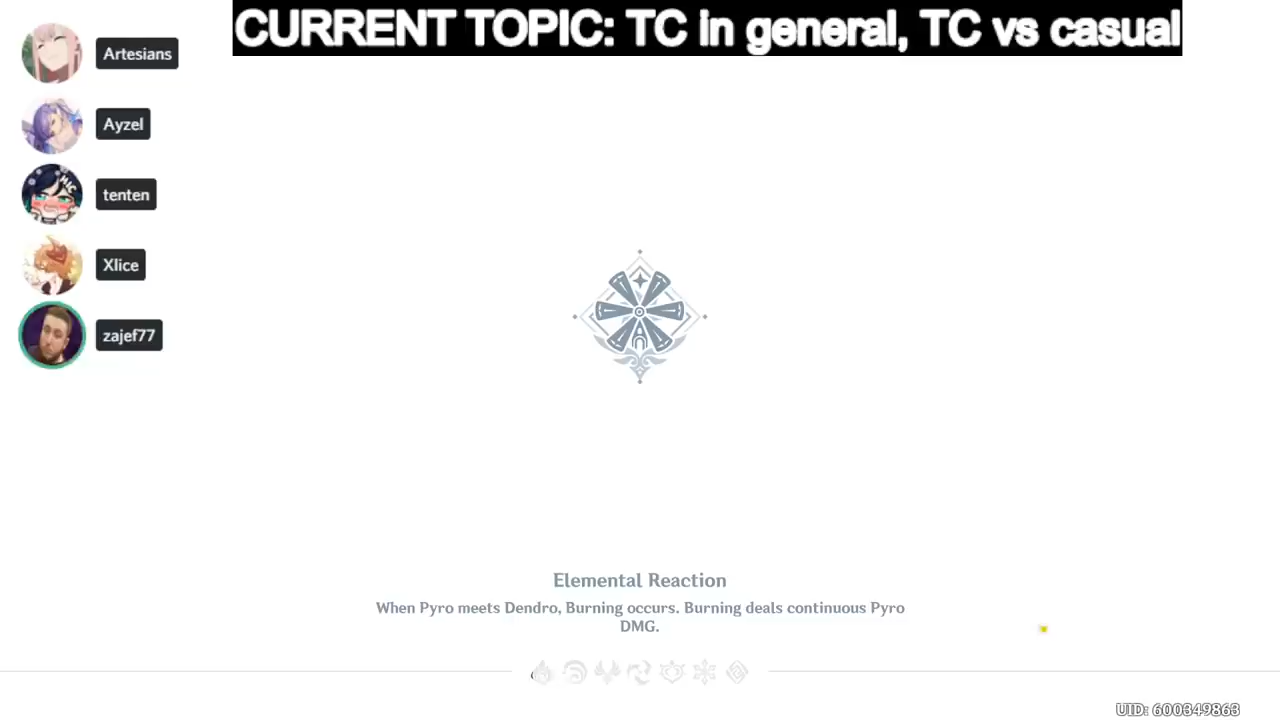 CURRENT TOPIC: TC in general, TC vs casual
Artesians
Ayzel
tenten
Xlice
zajef77
Elemental Reaction
When Pyro meets Dendro, Burning occurs. Burning deals continuous Pyro
DMG.
UID: 600349863